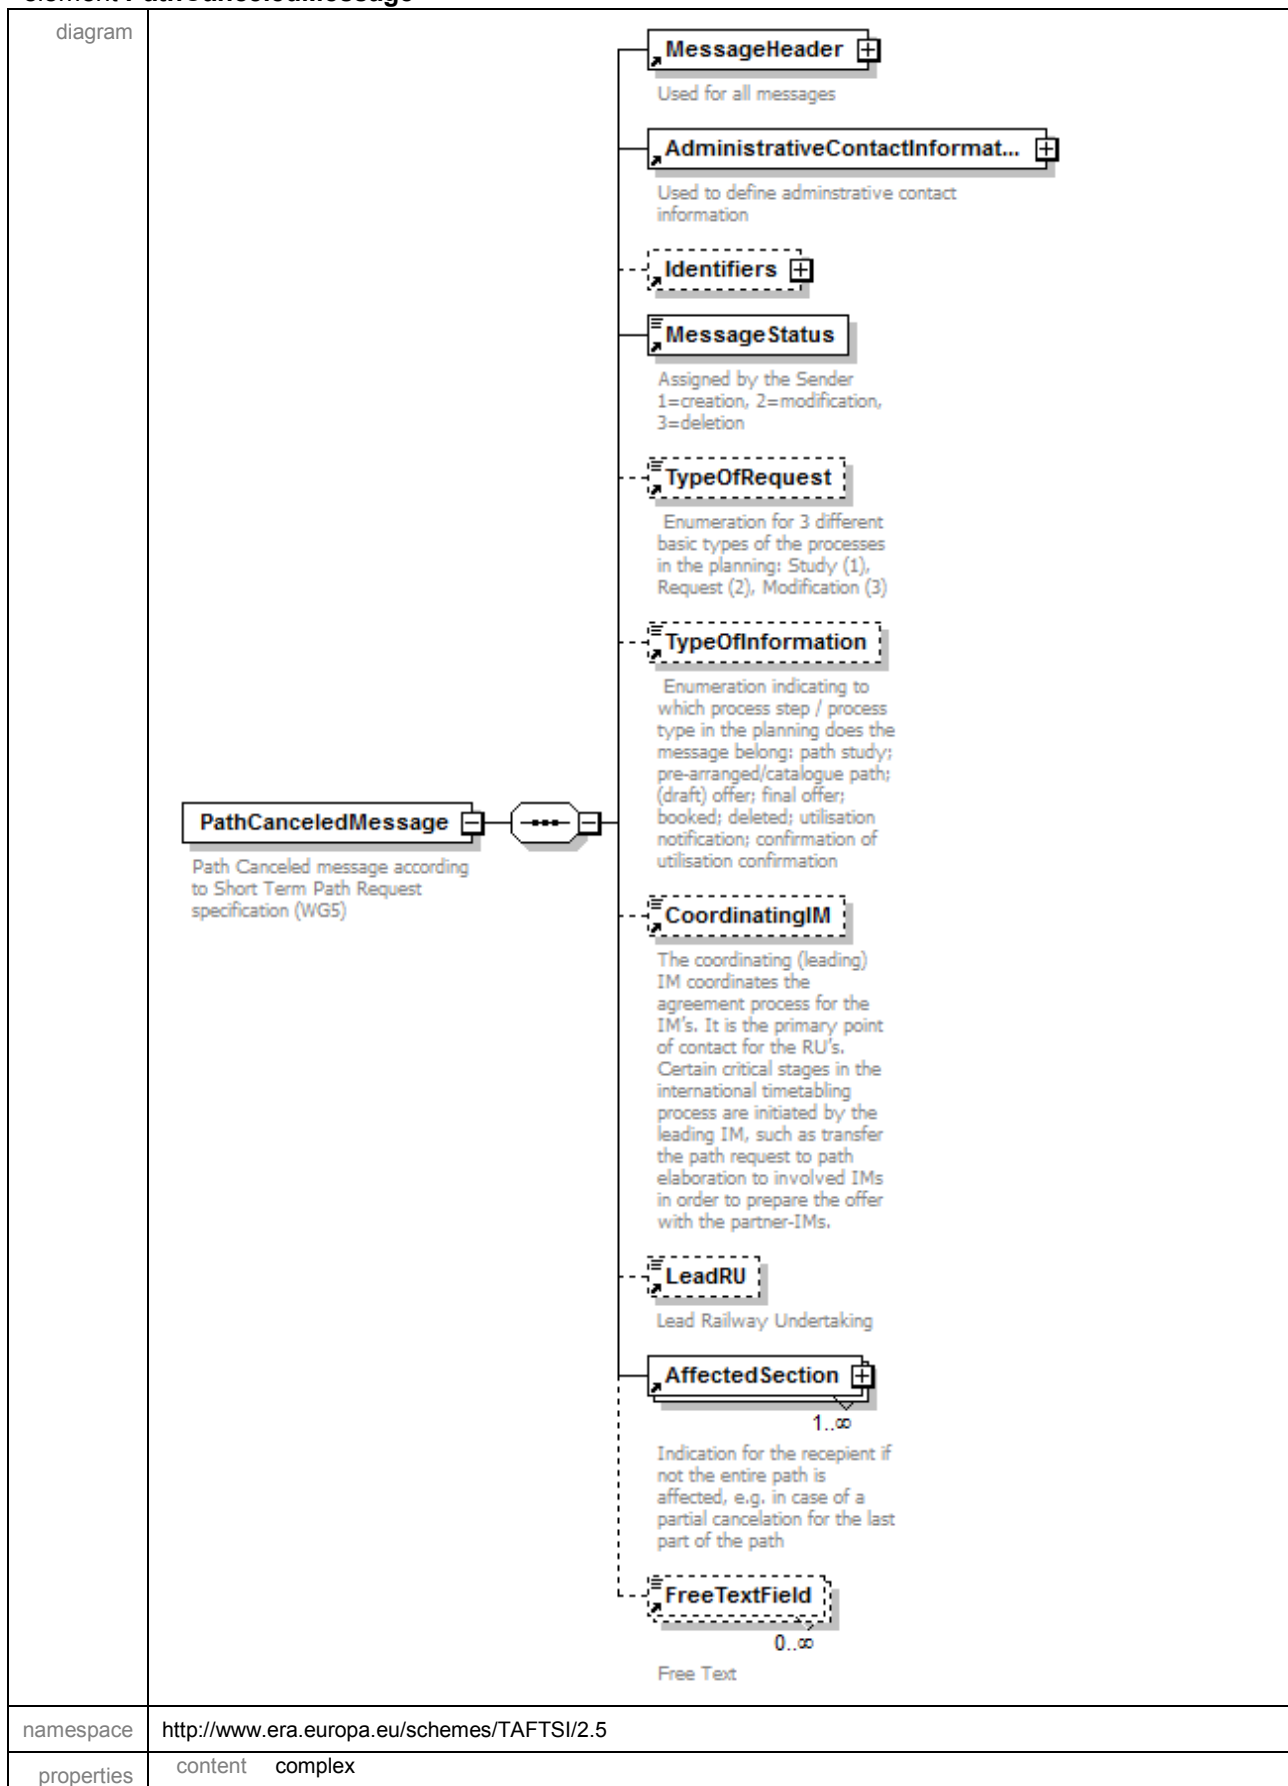 element PathCanceledMessage
diagram
MessageHeader
Used for all messages
AdministrativeContactInformat...
Used to define adminstrative contact
information
Identifiers
MessageStatus
Assigned by the Sender
1=creation, 2=modification,
3=deletion
TypeOfRequest
Enumeration for 3 different
basic types of the processes
in the planning: Study (1),
Request (2), Modification (3)
TypeOfInformation
Enumeration indicating to
which process step / process
type in the planning does the
message belong: path study;
pre-arranged/catalogue path;
(draft) offer; final offer;
booked; deleted; utilisation
notification; confirmation of
utilisation confirmation
PathCanceledMessage
Path Canceled message according
to Short Term Path Request
specification (WG5)
CoordinatingIM
The coordinating (leading)
IM coordinates the
agreement process for the
IM's. It is the primary point
of contact for the RU's.
Certain critical stages in the
international timetabling
process are initiated by the
leading IM, such as transfer
the path request to path
elaboration to involved IMs
in order to prepare the offer
with the partner-IMs.
LeadRU
Lead Railway Undertaking
AffectedSection
1..∞
Indication for the recepient if
not the entire path is
affected, e.g. in case of a
partial cancelation for the last
part of the path
FreeTextField
0..∞
Free Text
namespace http://www.era.europa.eu/schemes/TAFTSI/2.5
properties content complex